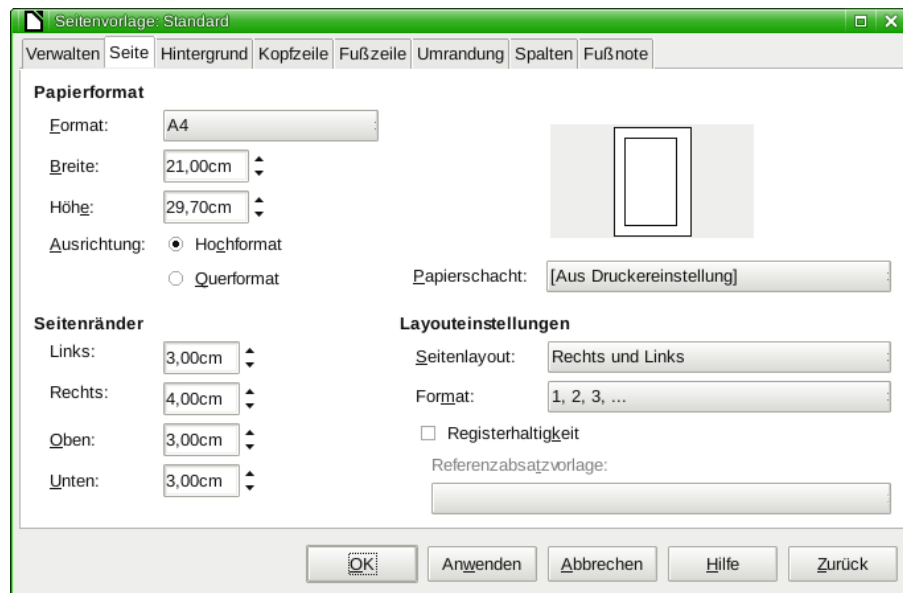 Seitenvorlage: Standard
Verwalten Seite Hintergrund Kopfzeile Fußzeile Umrandung Spalten Fußnote
Papierformat
Format: A4
Breite: 21,00cm
Höhe: 29,70cm
Ausrichtung: Hochformat
Querformat
Papierschacht: [Aus Druckereinstellung]
Seitenränder
Links: 3,00cm
Rechts: 4,00cm
Oben: 3,00cm
Unten: 3,00cm
Layouteinstellungen
Seitenlayout: Rechts und Links
Format: 1, 2, 3, ...
Registerhaltigkeit
Referenzabsatzvorlage:
OK Anwenden Abbrechen Hilfe Zurück